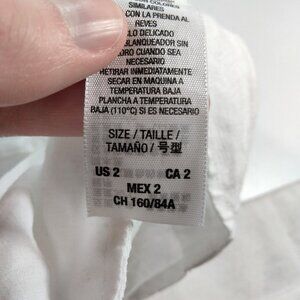 SIMILARES
CON LA PRENDA AL
REVES
LO DELICADO
BLANQUEADOR SIN
ORO CUANDO SEA
NECESARIO
RETIRAR INMEDIATAMENTE
SECAR EN MAQUINA A
TEMPERATURA BAJA
PLANCHA A TEMPERATURA
BAJA (110°C) SI ES
NECESARIO
SIZE / TAILLE /
TAMAÑO / 号型
US 2 CA 2
MEX 2
CH 160/84A